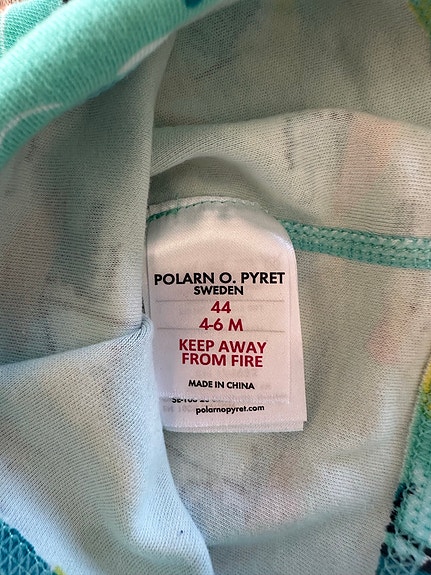 POLARN O. PYRET
SWEDEN
44
4-6 M
KEEP AWAY
FROM FIRE
MADE IN CHINA
polarnopyret.com